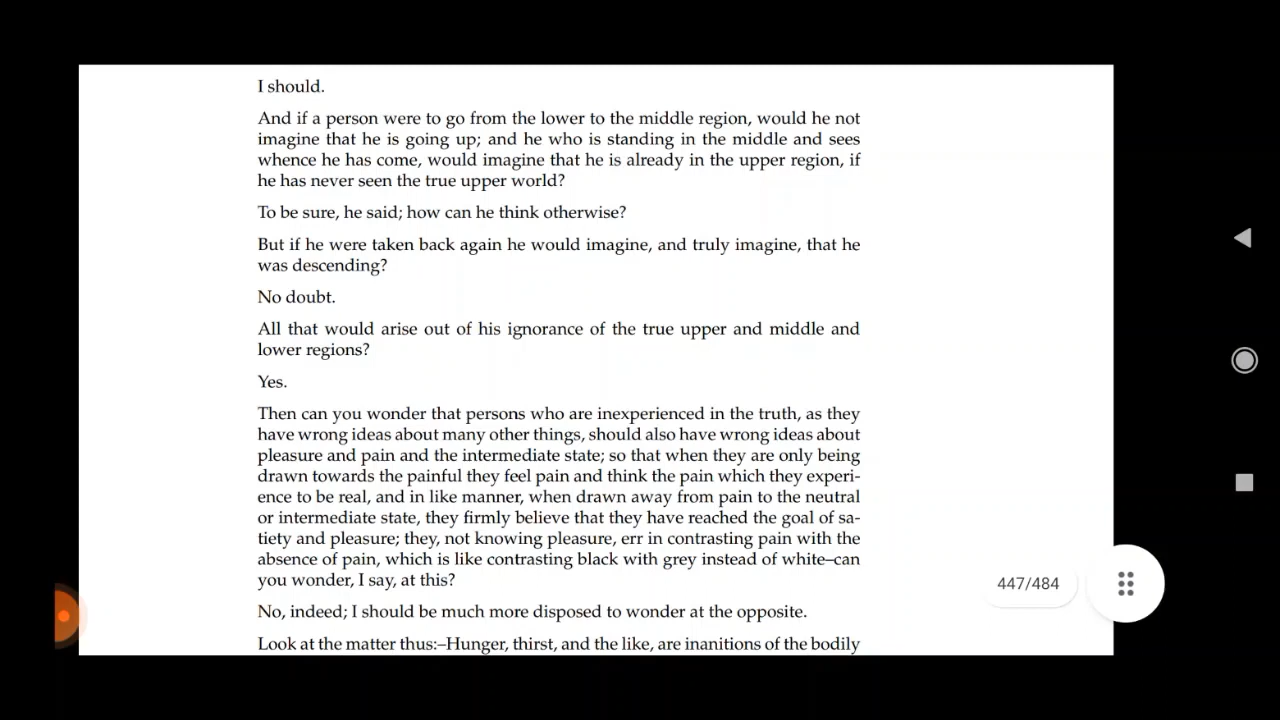 I should.
And if a person were to go from the lower to the middle region, would he not
imagine that he is going up; and he who is standing in the middle and sees
whence he has come, would imagine that he is already in the upper region, if
he has never seen the true upper world?
To be sure, he said; how can he think otherwise?
But if he were taken back again he would imagine, and truly imagine, that he
was descending?
No doubt.
All that would arise out of his ignorance of the true upper and middle and
lower regions?
Yes.
Then can you wonder that persons who are inexperienced in the truth, as they
have wrong ideas about many other things, should also have wrong ideas about
pleasure and pain and the intermediate state; so that when they are only being
drawn towards the painful they feel pain and think the pain which they experi-
ence to be real, and in like manner, when drawn away from pain to the neutral
or intermediate state, they firmly believe that they have reached the goal of sa-
tiety and pleasure; they, not knowing pleasure, err in contrasting pain with the
absence of pain, which is like contrasting black with grey instead of white–can
you wonder, I say, at this?
No, indeed; I should be much more disposed to wonder at the opposite.
Look at the matter thus:–Hunger, thirst, and the like, are inanitions of the bodily
447/484